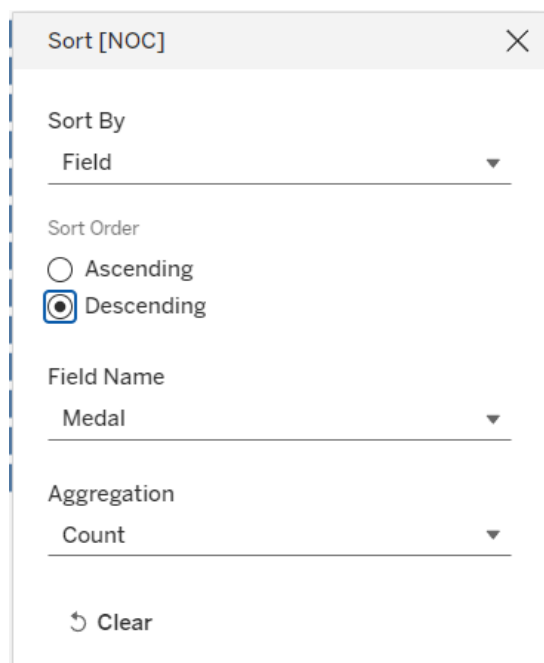 Sort [NOC]
Sort By
Field
Sort Order
Ascending
Descending
Field Name
Medal
Aggregation
Count
Clear